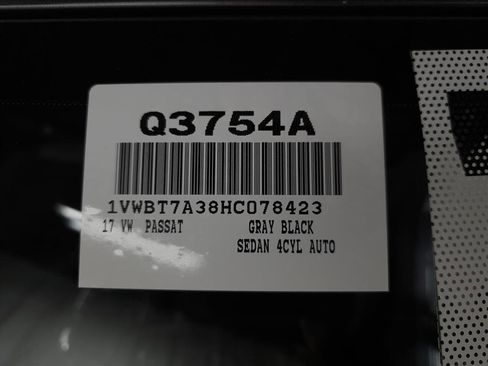 Q3754A
1VWBT7A38HC078423
17 VW PASSAT GRAY BLACK
SEDAN 4CYL AUTO